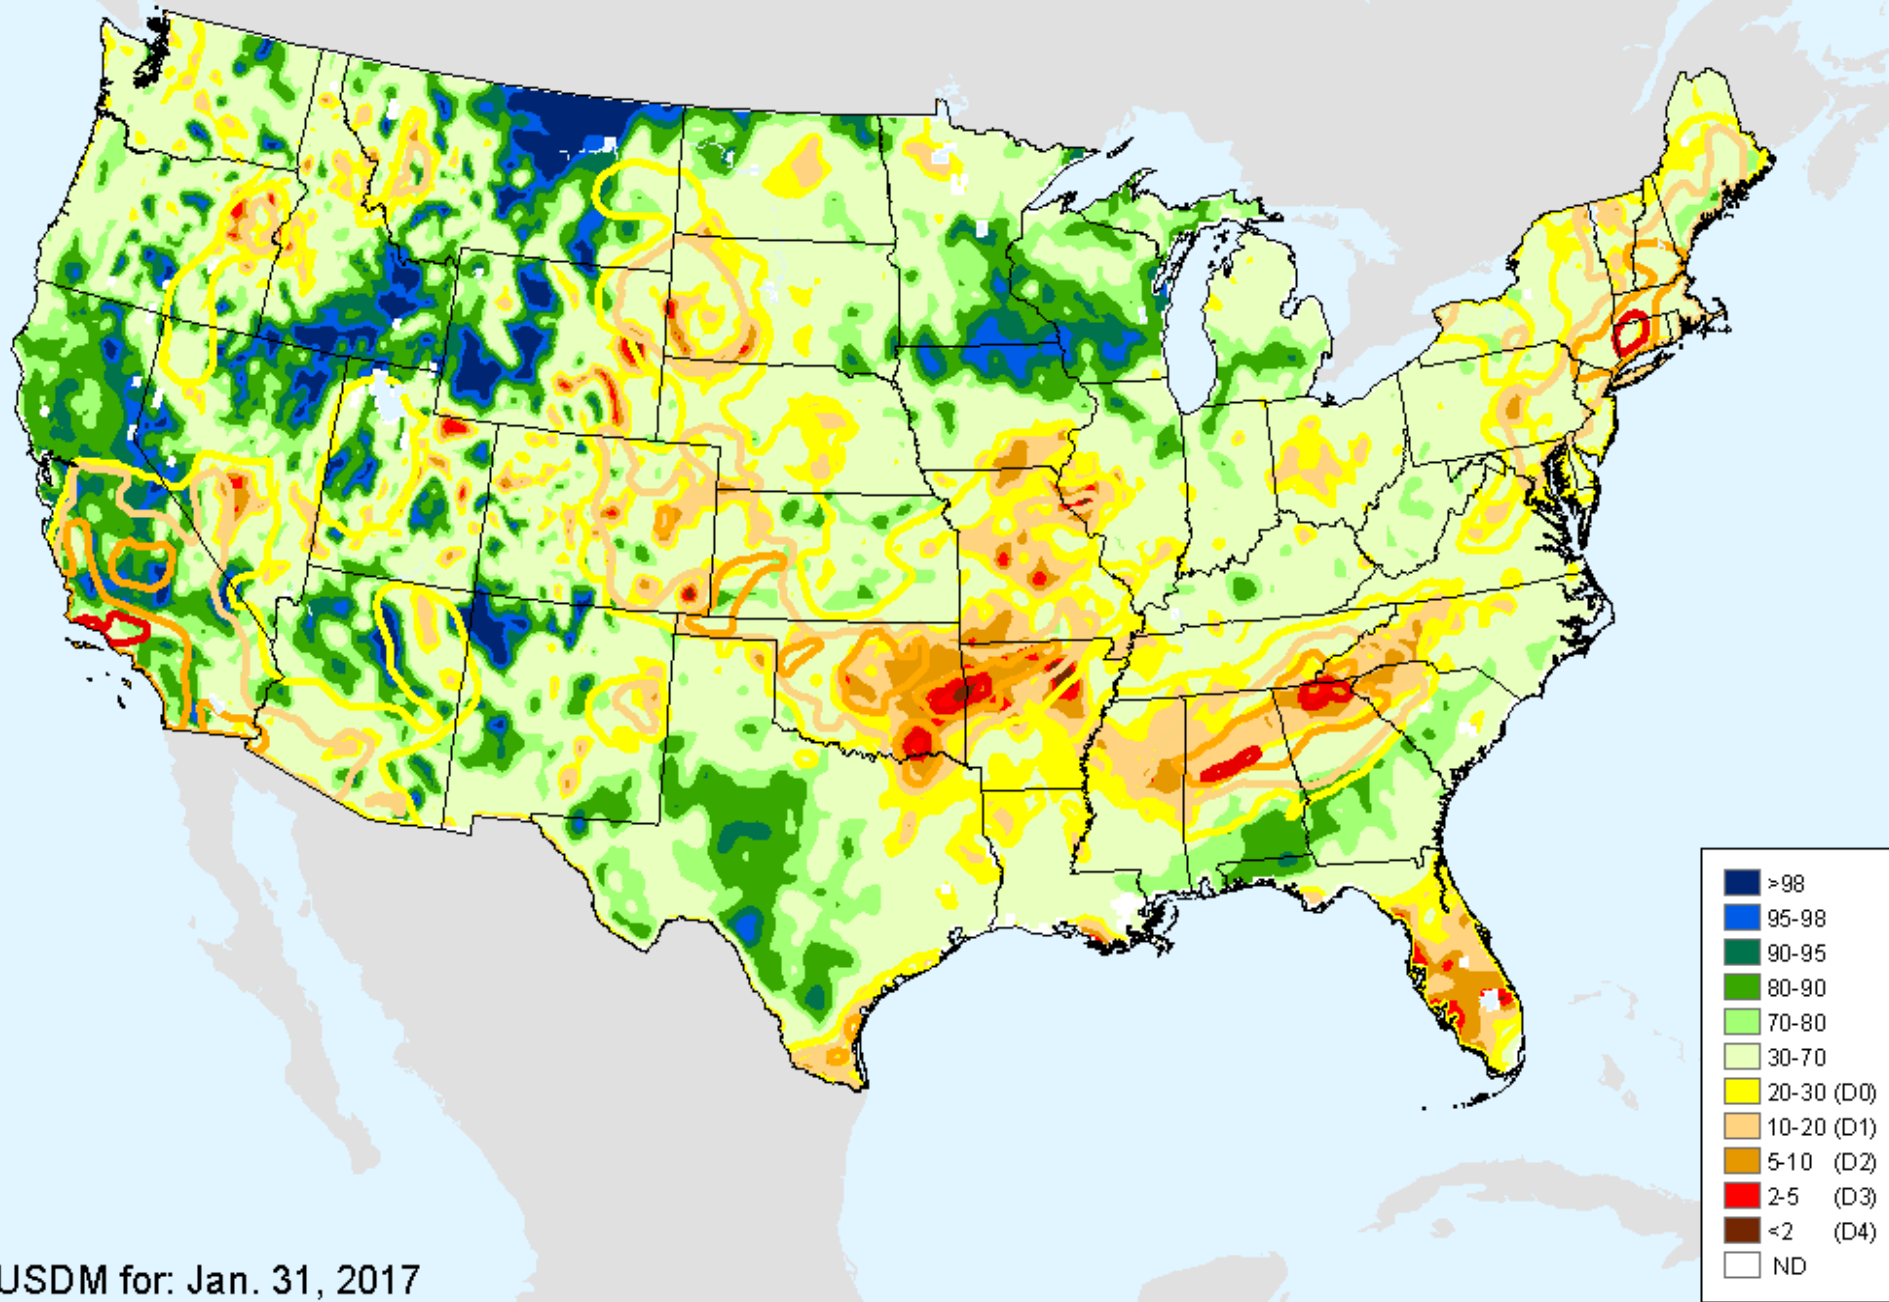 >98
95-98
90-95
80-90
70-80
30-70
20-30 (D0)
10-20 (D1)
5-10 (D2)
2-5 (D3)
<2 (D4)
ND
USDM for: Jan. 31, 2017